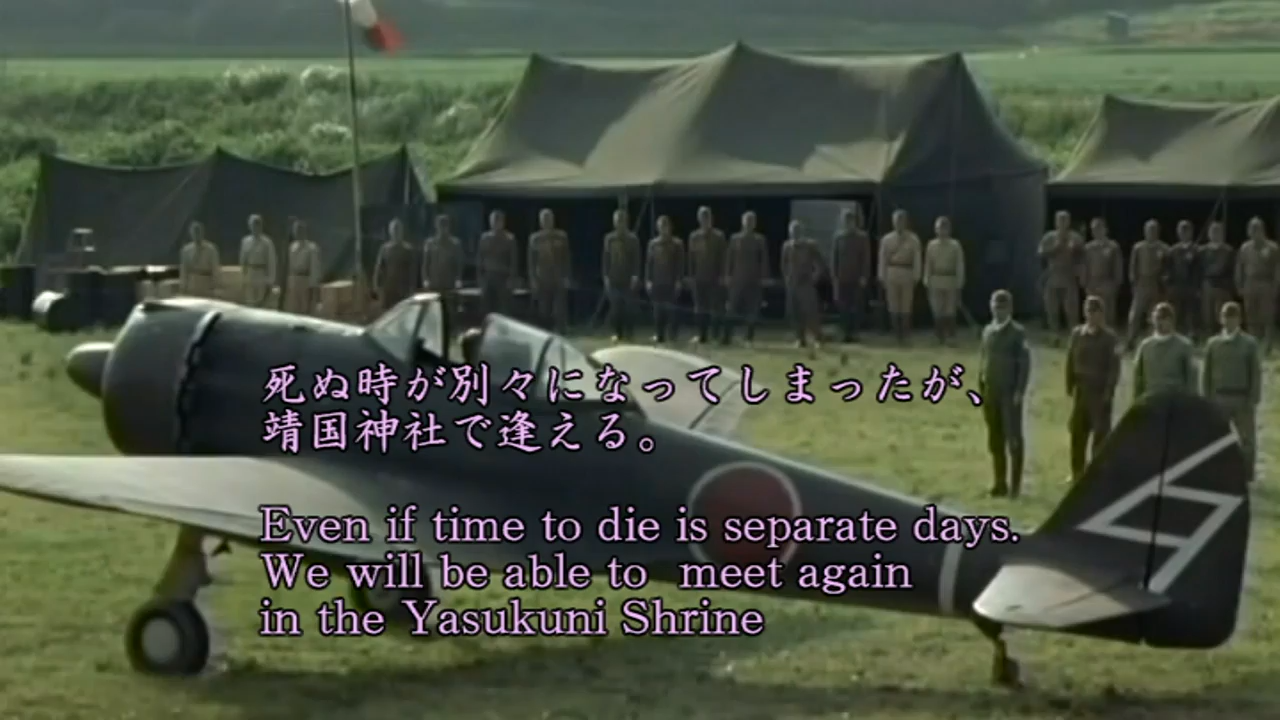 死ぬ時が別々になってしまったが、
靖国神社で逢える。
Even if time to die is separate days.
We will be able to  meet again
in the Yasukuni Shrine